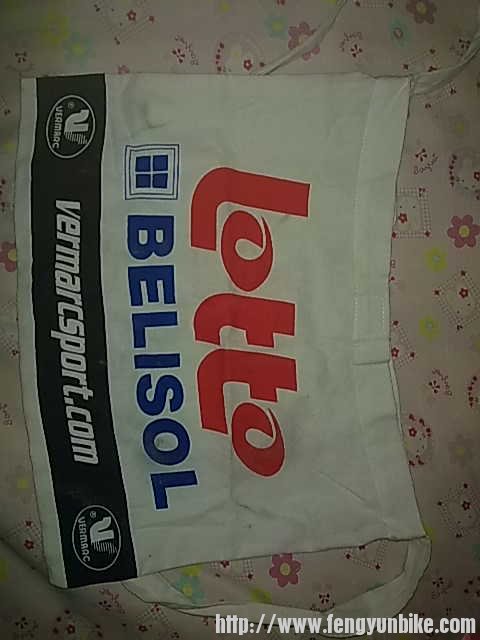 Lotto
BELISOL
VERMARC ®
vermarcsport.com
VERMARC ®
http://www.fengyunbike.com